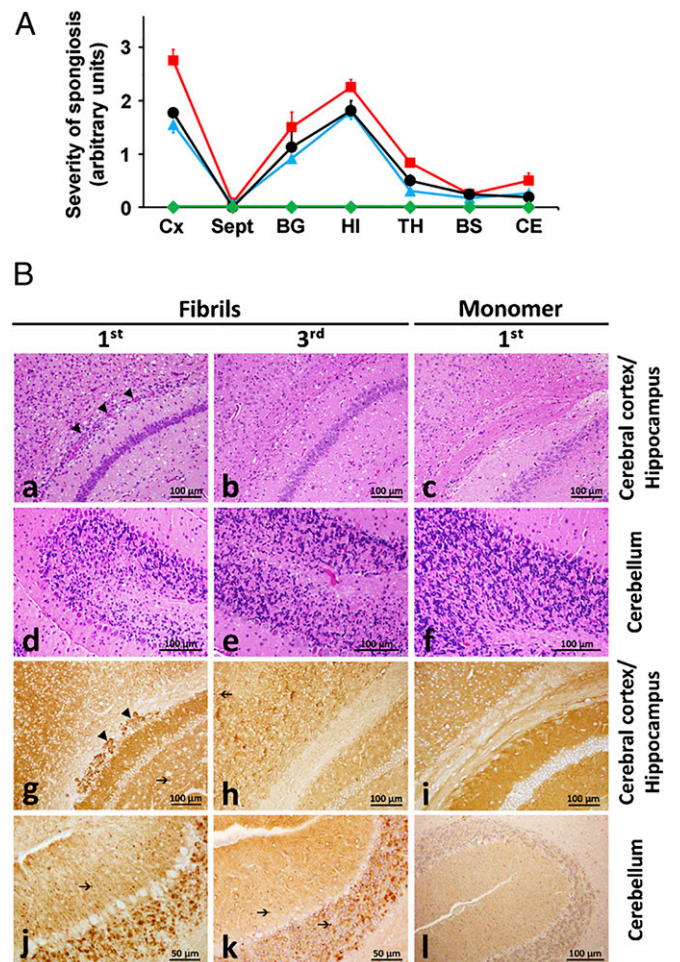 A
Severity of spongiosis
(arbitrary units)
3
2
1
0
Cx Sept BG HI TH BS CE
B
Fibrils Monomer
1st 3rd 1st
a 100 µm b 100 µm c 100 µm
Cerebral cortex/
Hippocampus
d 100 µm e 100 µm f 100 µm
Cerebellum
g 100 µm h 100 µm i 100 µm
Cerebral cortex/
Hippocampus
j 50 µm k 50 µm l 100 µm
Cerebellum